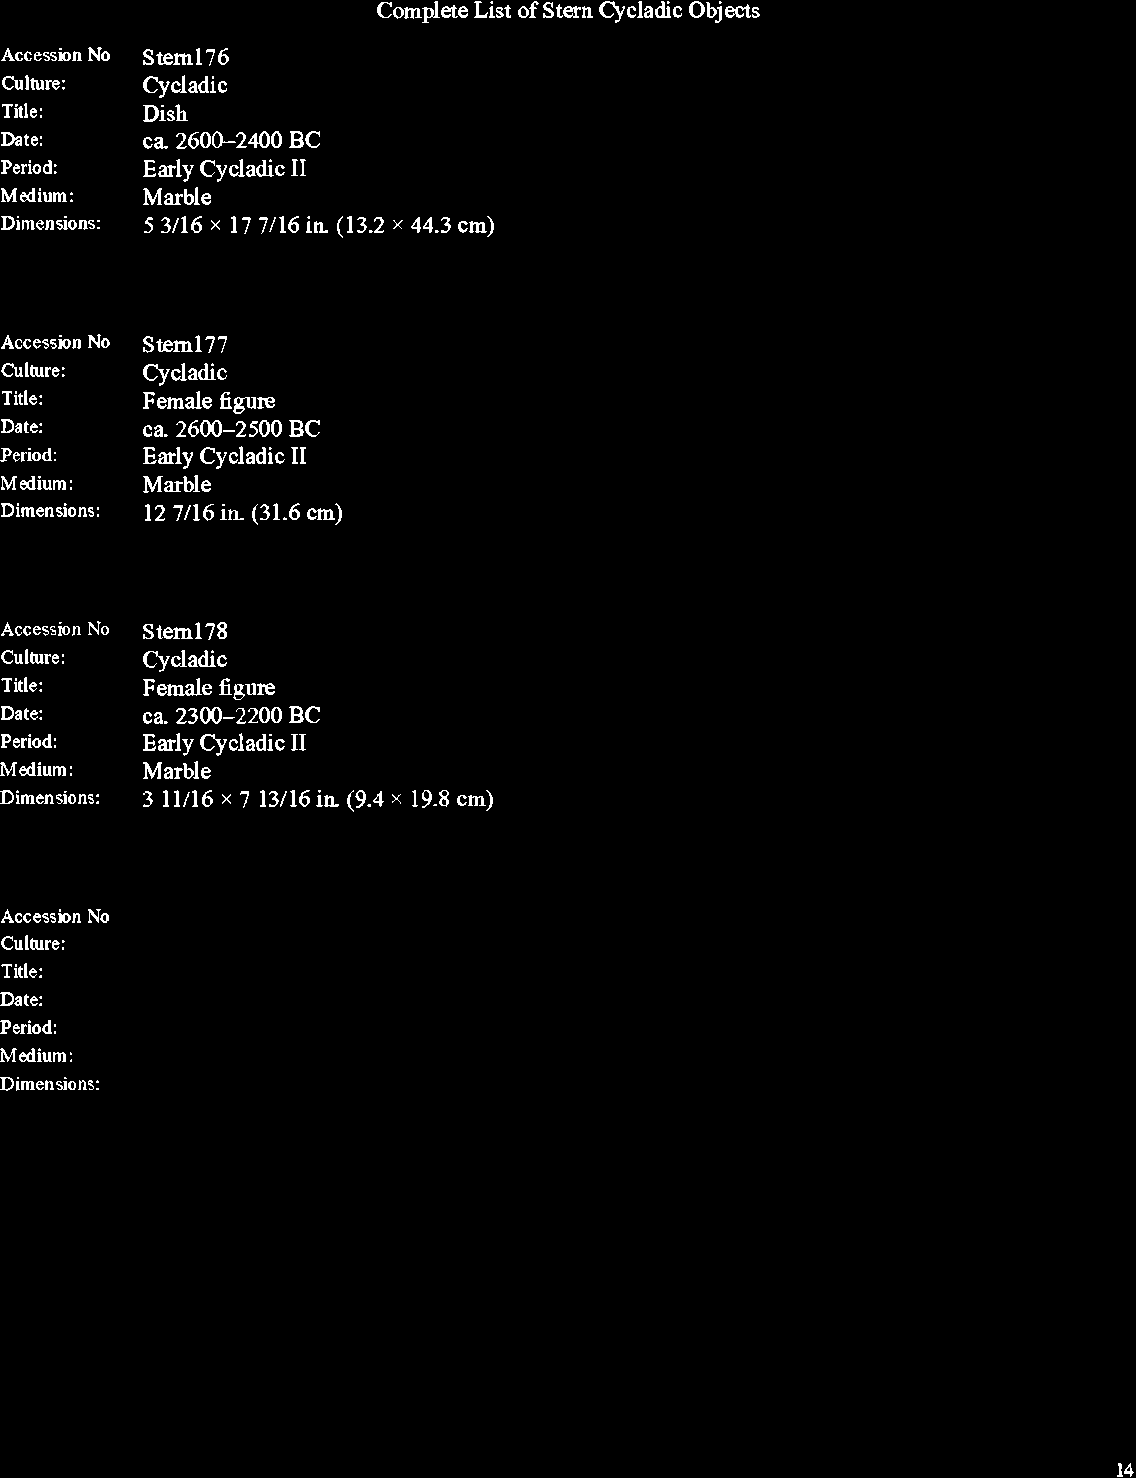 Complete List of Stern Cycladic Objects
Accession No Stern176
Culture: Cycladic
Title: Dish
Date: ca. 2600–2400 BC
Period: Early Cycladic II
Medium: Marble
Dimensions: 5 3/16 × 17 7/16 in. (13.2 × 44.3 cm)
Accession No Stern177
Culture: Cycladic
Title: Female figure
Date: ca. 2600–2500 BC
Period: Early Cycladic II
Medium: Marble
Dimensions: 12 7/16 in. (31.6 cm)
Accession No Stern178
Culture: Cycladic
Title: Female figure
Date: ca. 2300–2200 BC
Period: Early Cycladic II
Medium: Marble
Dimensions: 3 11/16 × 7 13/16 in. (9.4 × 19.8 cm)
Accession No
Culture:
Title:
Date:
Period:
Medium:
Dimensions:
14